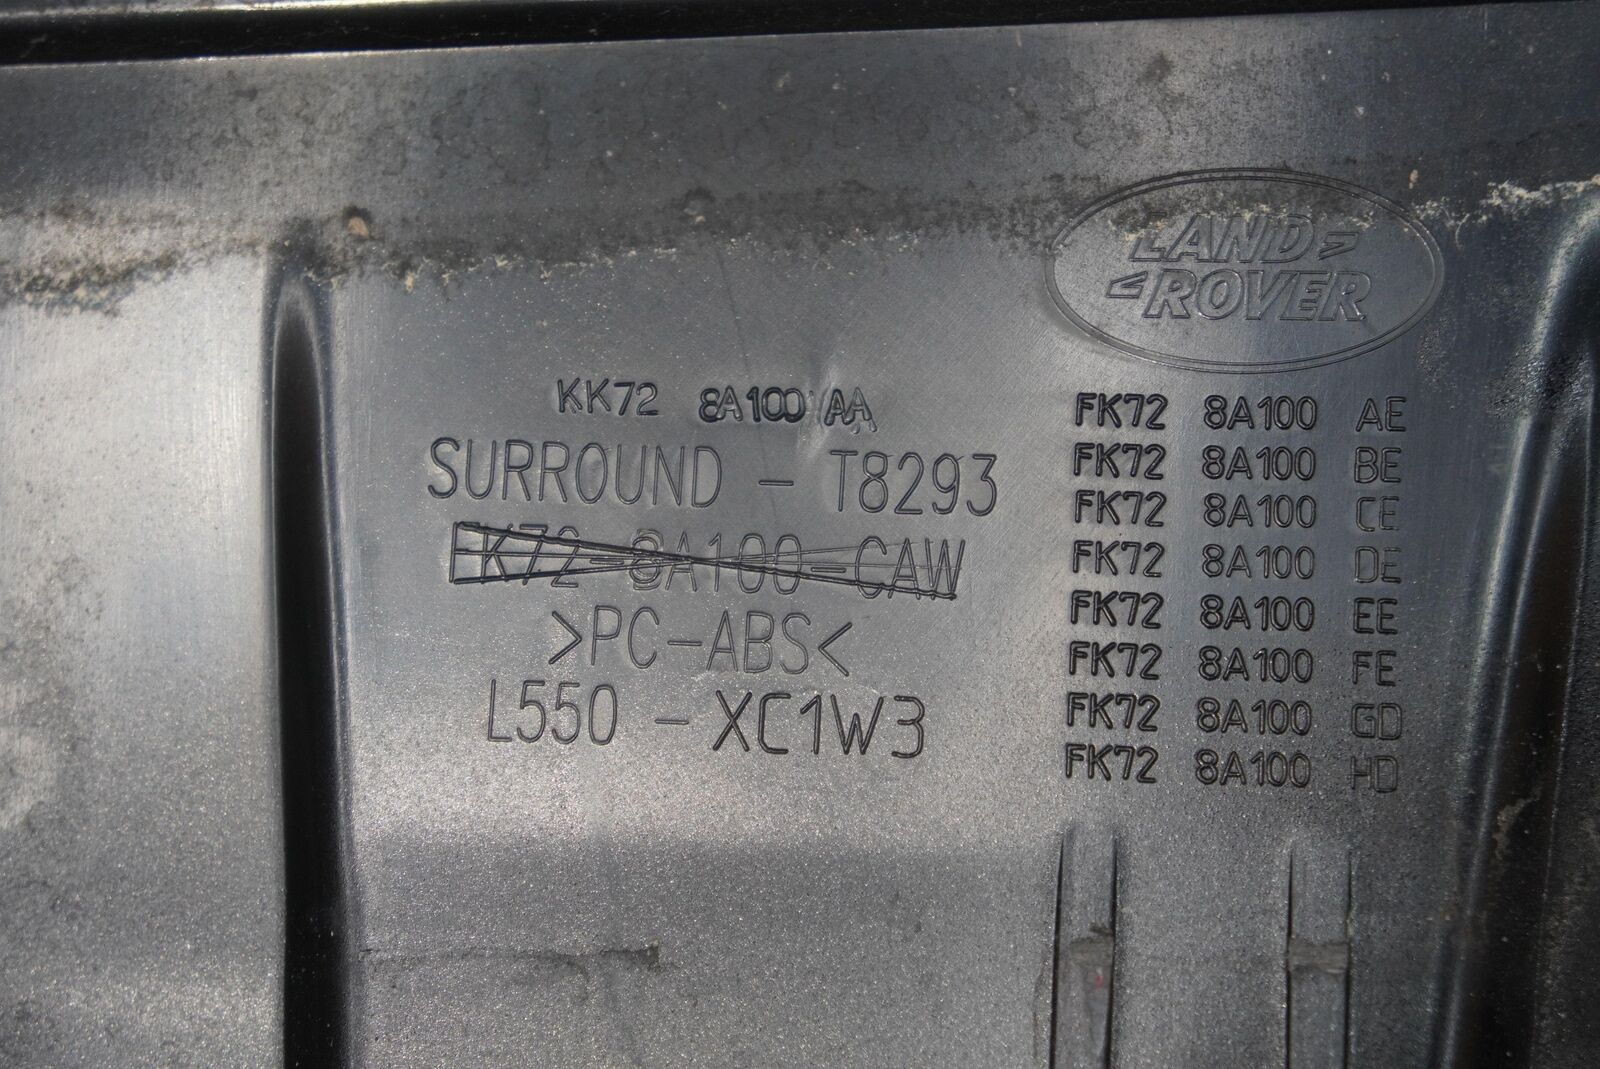 LAND
ROVER
KK72 8A100 AA
SURROUND - T8293
FK72-8A100-CAW
>PC-ABS<
L550 - XC1W3
FK72 8A100 AE
FK72 8A100 BE
FK72 8A100 CE
FK72 8A100 DE
FK72 8A100 EE
FK72 8A100 FE
FK72 8A100 GD
FK72 8A100 HD